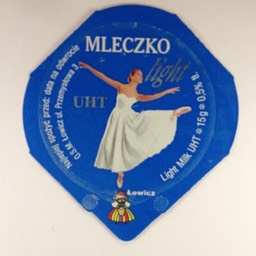 MLECZKO
light
UHT
Łowicz
Należy spożyć przed: data na odwrocie
O.S.M. Łowicz ul. Przemysłowa 3
Light Milk UHT * 15g * 0,5% tł.